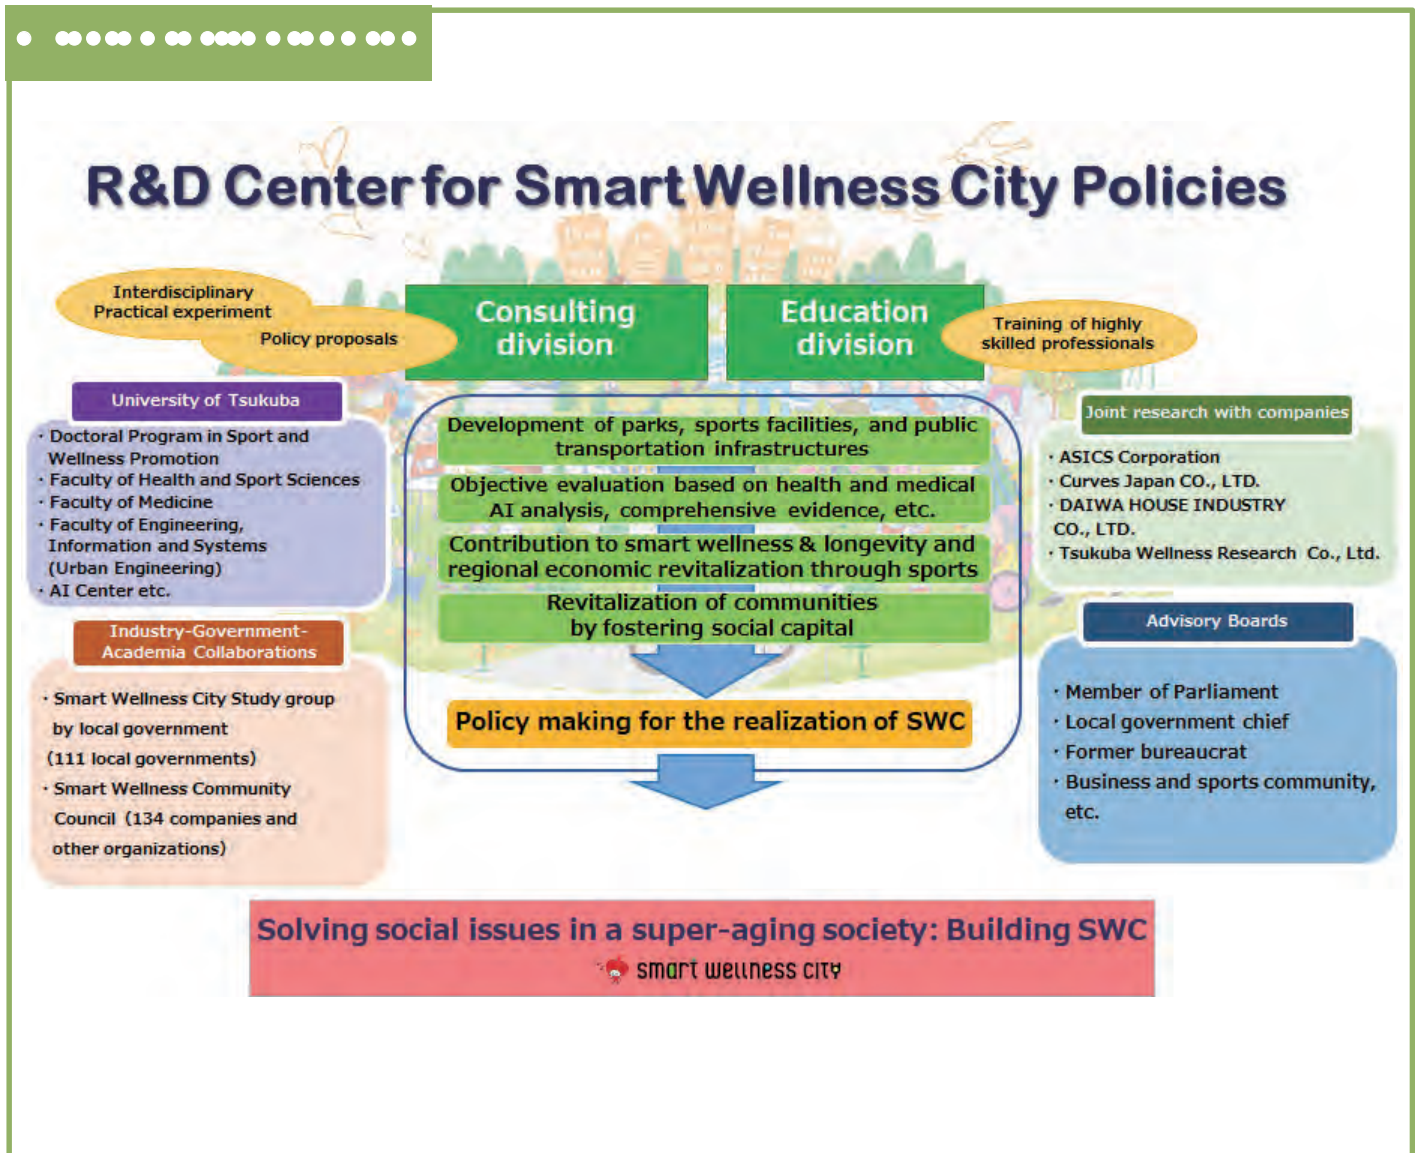 R&D Center for Smart Wellness City Policies
Interdisciplinary
Practical experiment
Policy proposals
Consulting
division
Education
division
Training of highly
skilled professionals
University of Tsukuba
・Doctoral Program in Sport and
Wellness Promotion
・Faculty of Health and Sport Sciences
・Faculty of Medicine
・Faculty of Engineering,
Information and Systems
(Urban Engineering)
・AI Center etc.
Industry-Government-
Academia Collaborations
・Smart Wellness City Study group
by local government
(111 local governments)
・Smart Wellness Community
Council (134 companies and
other organizations)
Development of parks, sports facilities, and public
transportation infrastructures
Objective evaluation based on health and medical
AI analysis, comprehensive evidence, etc.
Contribution to smart wellness & longevity and
regional economic revitalization through sports
Revitalization of communities
by fostering social capital
Policy making for the realization of SWC
Joint research with companies
・ASICS Corporation
・Curves Japan CO., LTD.
・DAIWA HOUSE INDUSTRY
CO., LTD.
・Tsukuba Wellness Research Co., Ltd.
Advisory Boards
・Member of Parliament
・Local government chief
・Former bureaucrat
・Business and sports community,
etc.
Solving social issues in a super-aging society: Building SWC
smart wellness city